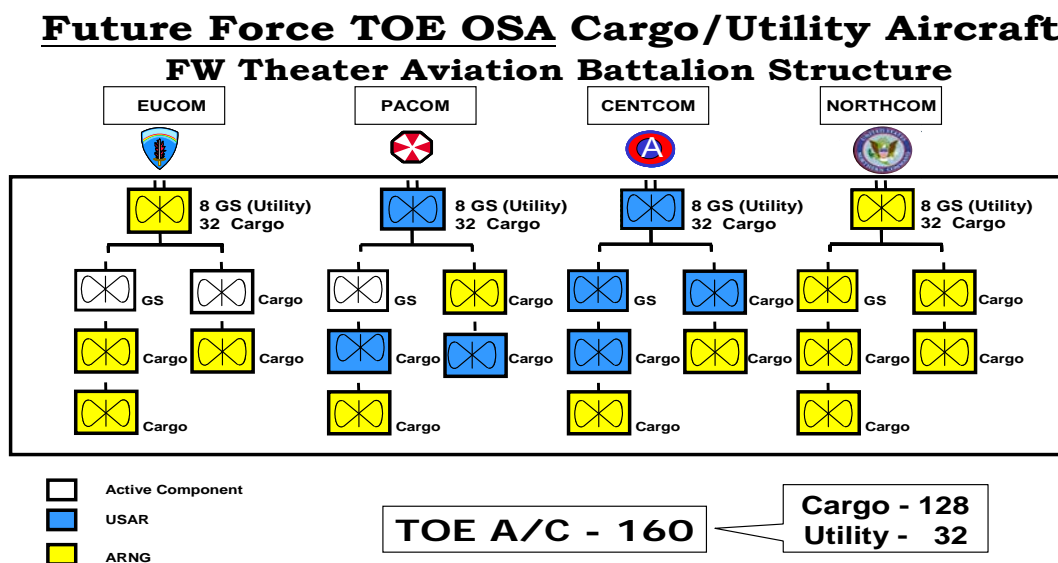 Future Force TOE OSA Cargo/Utility Aircraft
FW Theater Aviation Battalion Structure
EUCOM
PACOM
CENTCOM
NORTHCOM
A
8 GS (Utility)
32 Cargo
8 GS (Utility)
32 Cargo
8 GS (Utility)
32 Cargo
8 GS (Utility)
32 Cargo
GS
Cargo
GS
Cargo
GS
Cargo
GS
Cargo
Cargo
Cargo
Cargo
Cargo
Cargo
Cargo
Cargo
Cargo
Cargo
Cargo
Cargo
Cargo
Active Component
USAR
ARNG
TOE A/C - 160
Cargo - 128
Utility - 32